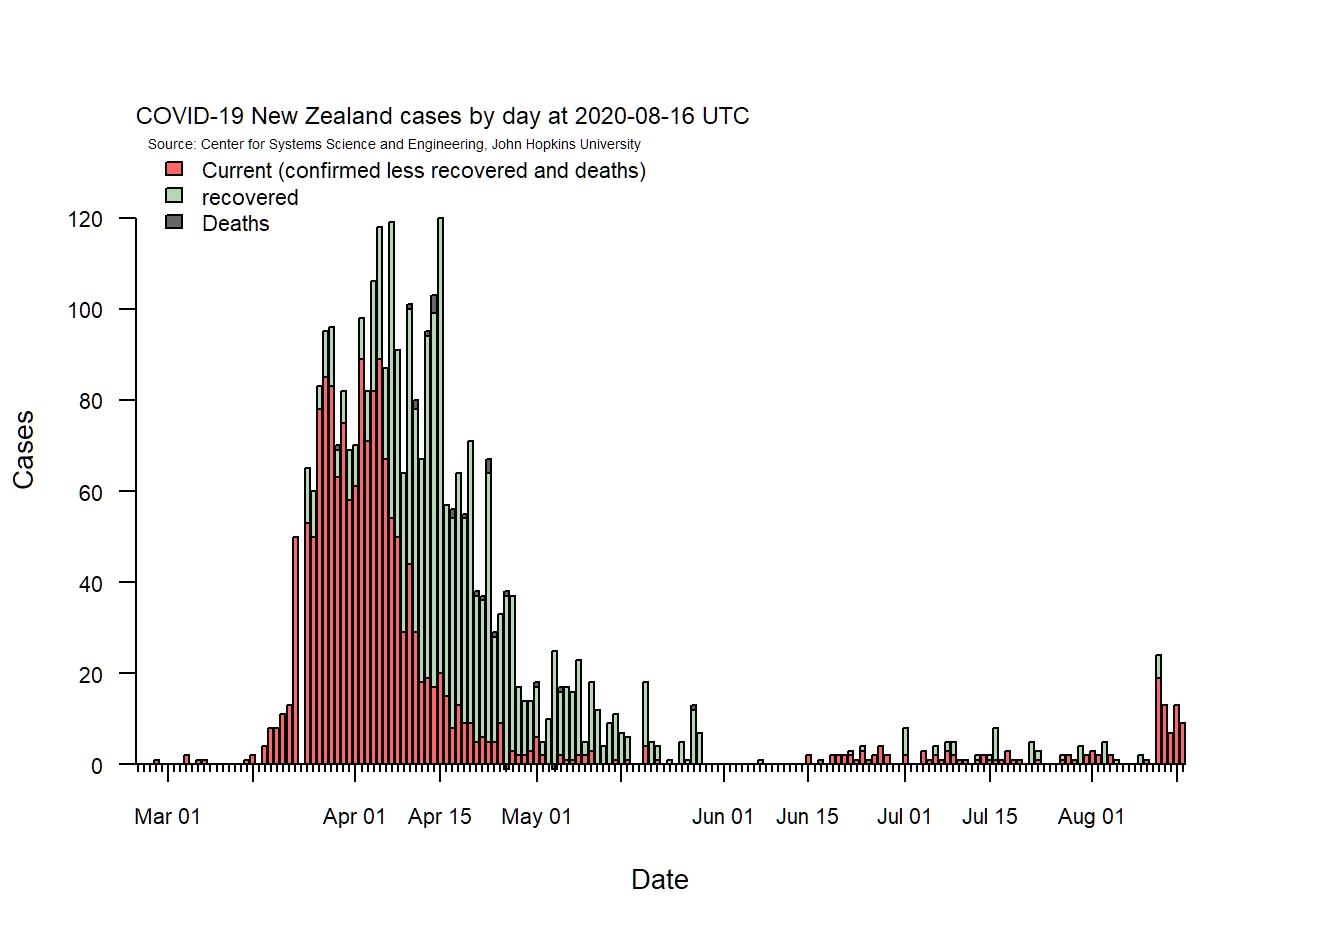 COVID-19 New Zealand cases by day at 2020-08-16 UTC
Source: Center for Systems Science and Engineering, John Hopkins University
Current (confirmed less recovered and deaths)
recovered
Deaths
120
100
80
60
40
20
0
Cases
Mar 01 Apr 01 Apr 15 May 01 Jun 01 Jun 15 Jul 01 Jul 15 Aug 01
Date